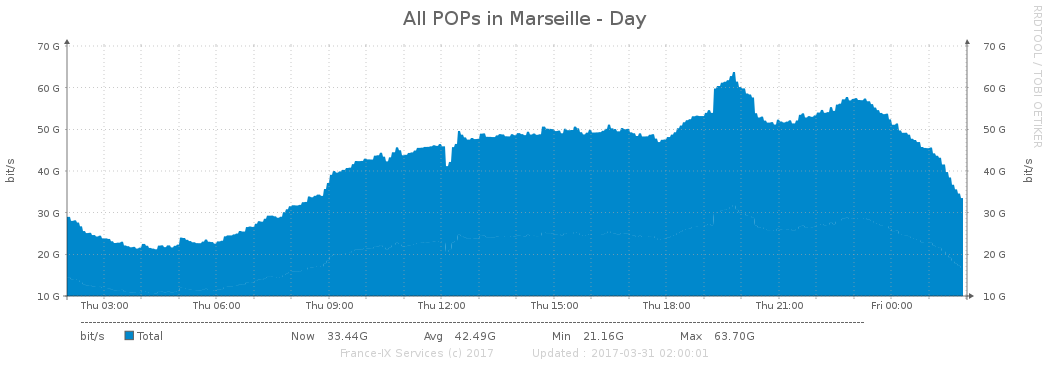 All POPs in Marseille - Day
RRDTOOL / TOBI OETIKER
70 G 70 G
60 G 60 G
50 G 50 G
40 G 40 G
30 G 30 G
20 G 20 G
10 G 10 G
bit/s bit/s
Thu 03:00 Thu 06:00 Thu 09:00 Thu 12:00 Thu 15:00 Thu 18:00 Thu 21:00 Fri 00:00
bit/s Total Now 33.44G Avg 42.49G Min 21.16G Max 63.70G
France-IX Services (c) 2017 Updated : 2017-03-31 02:00:01